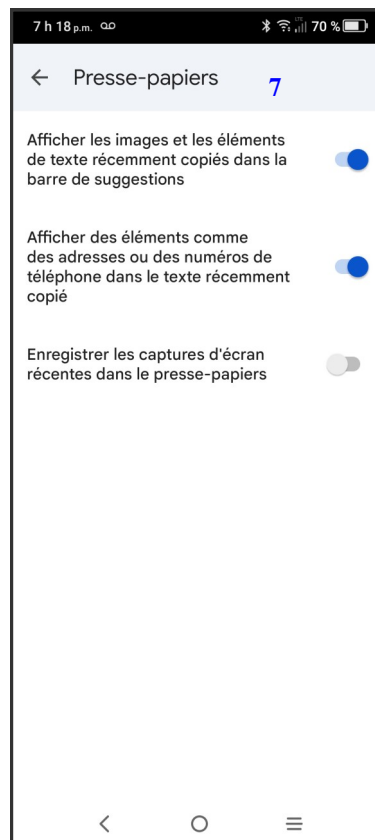 7 h 18 p.m. 70 %
Presse-papiers 7
Afficher les images et les éléments
de texte récemment copiés dans la
barre de suggestions
Afficher des éléments comme
des adresses ou des numéros de
téléphone dans le texte récemment
copié
Enregistrer les captures d'écran
récentes dans le presse-papiers